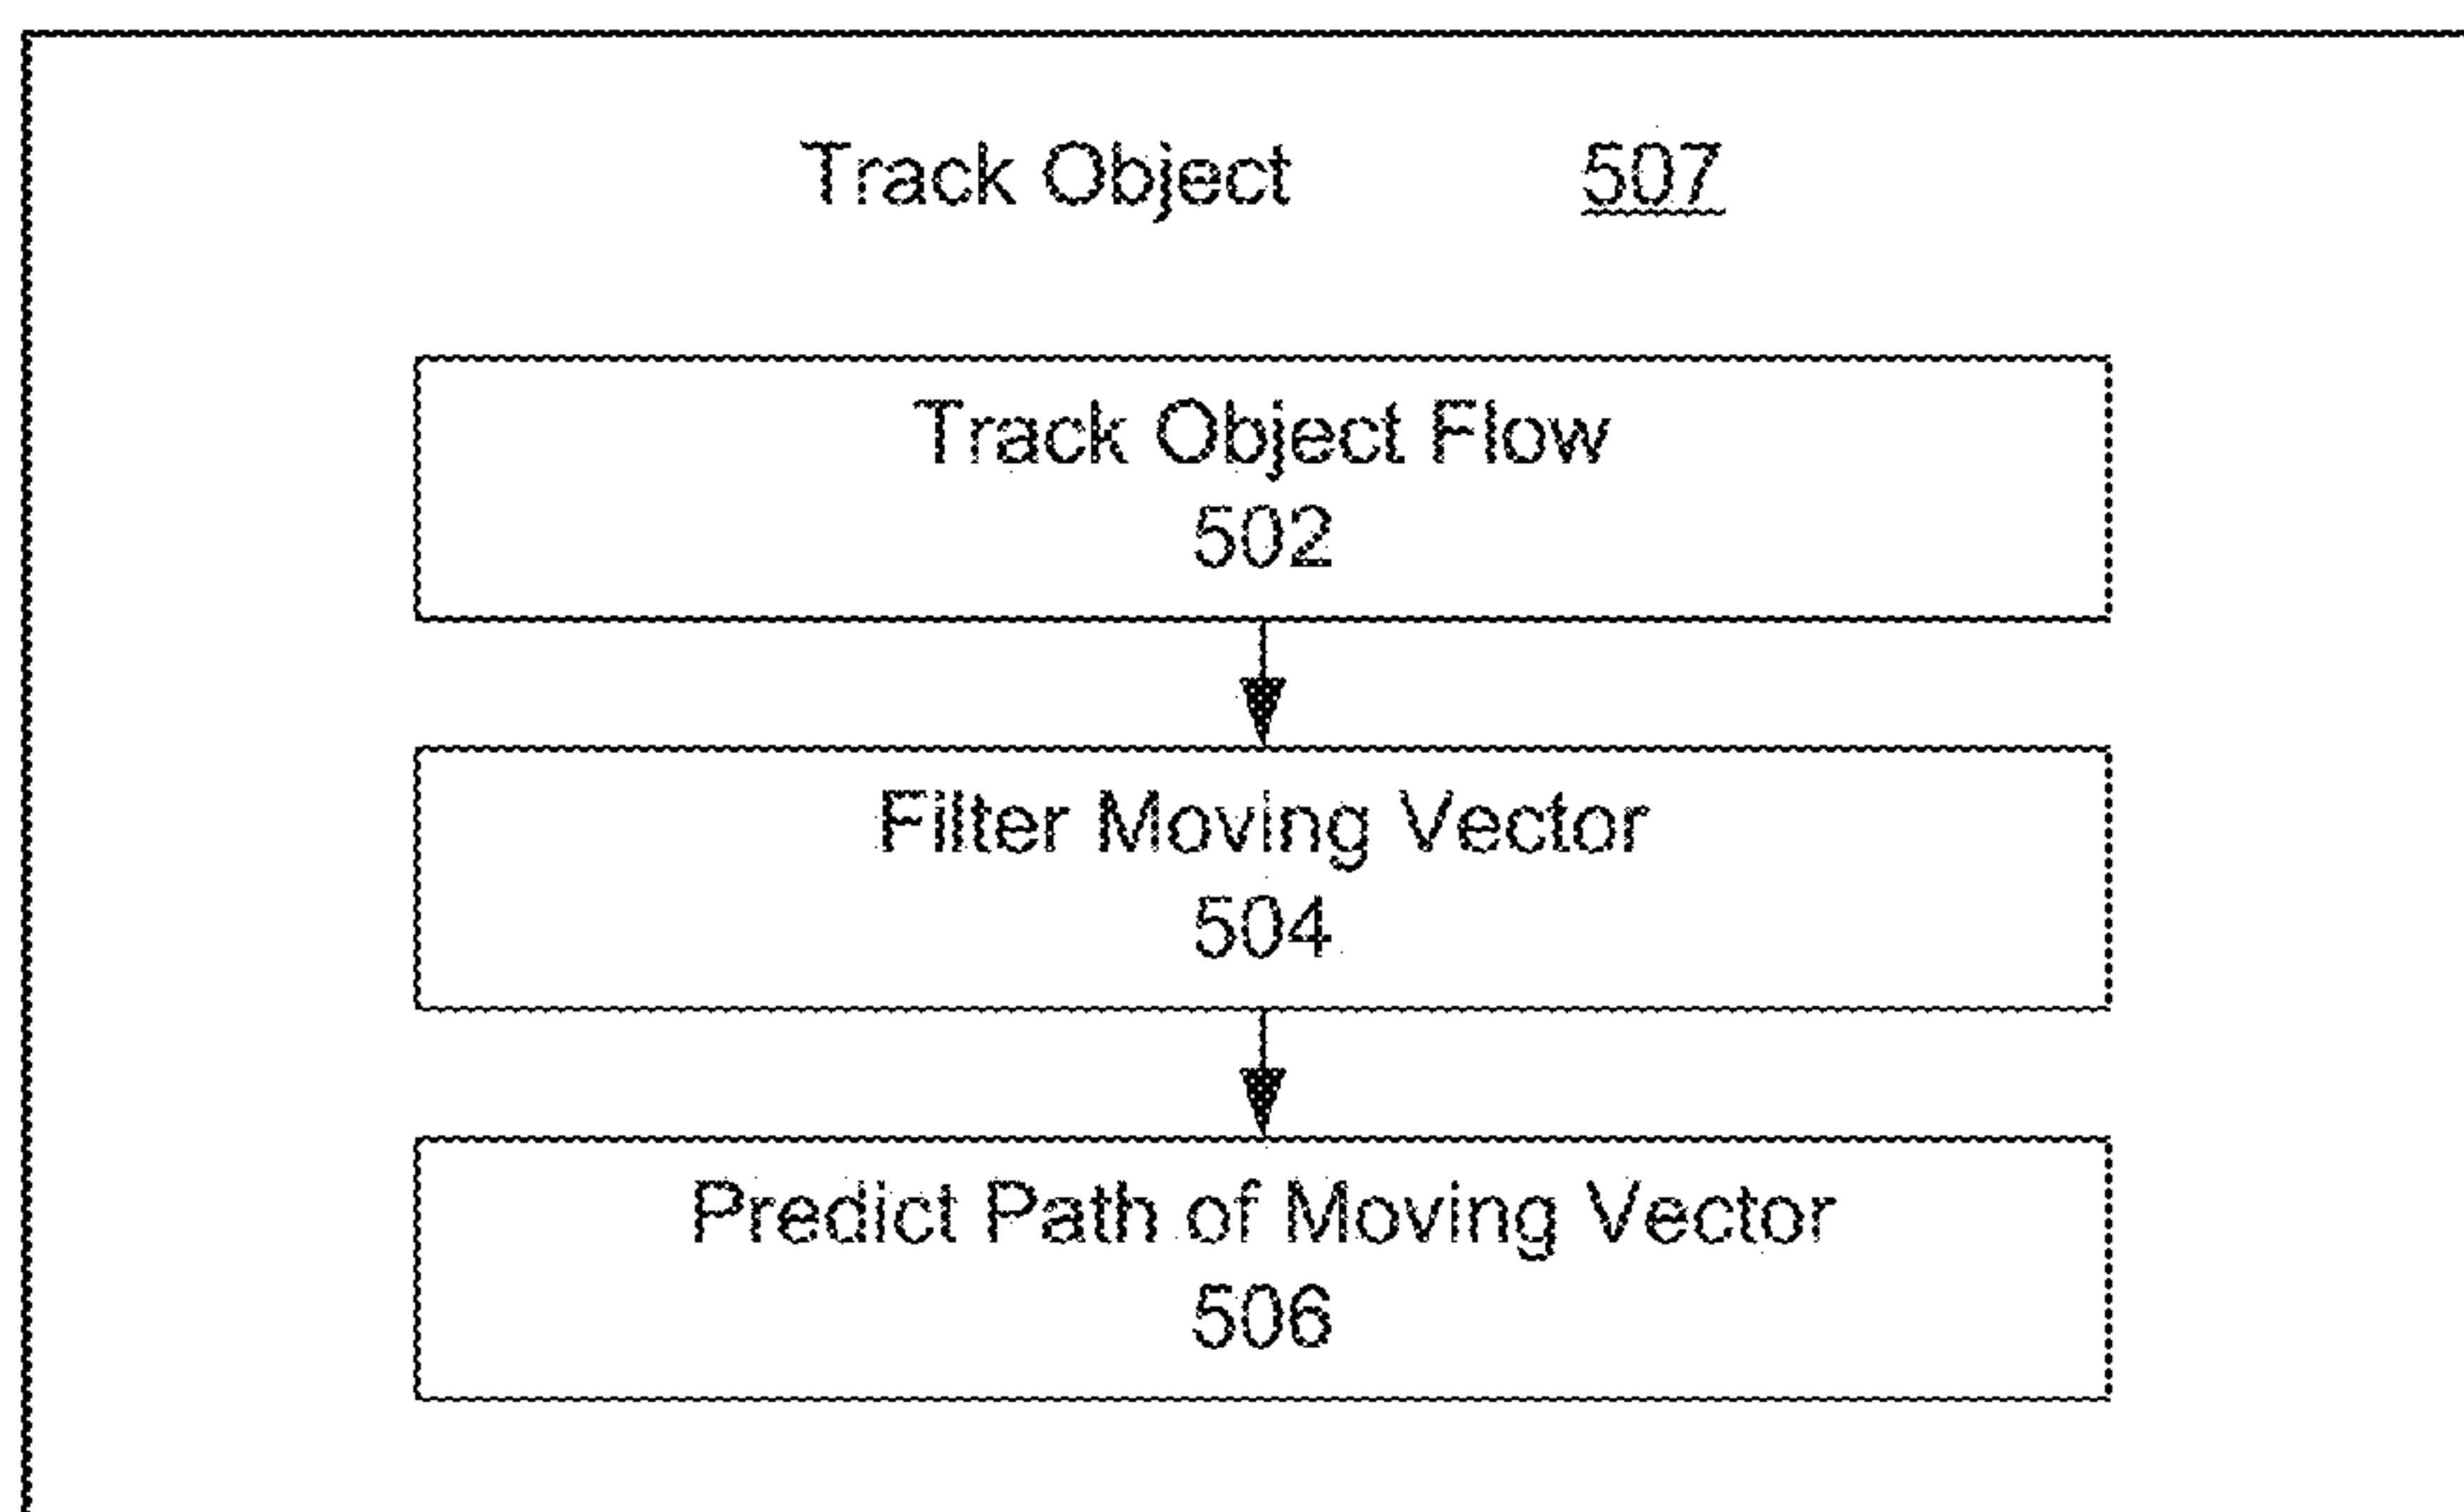 Track Object 507
Track Object Flow
502
Filter Moving Vector
504
Predict Path of Moving Vector
506